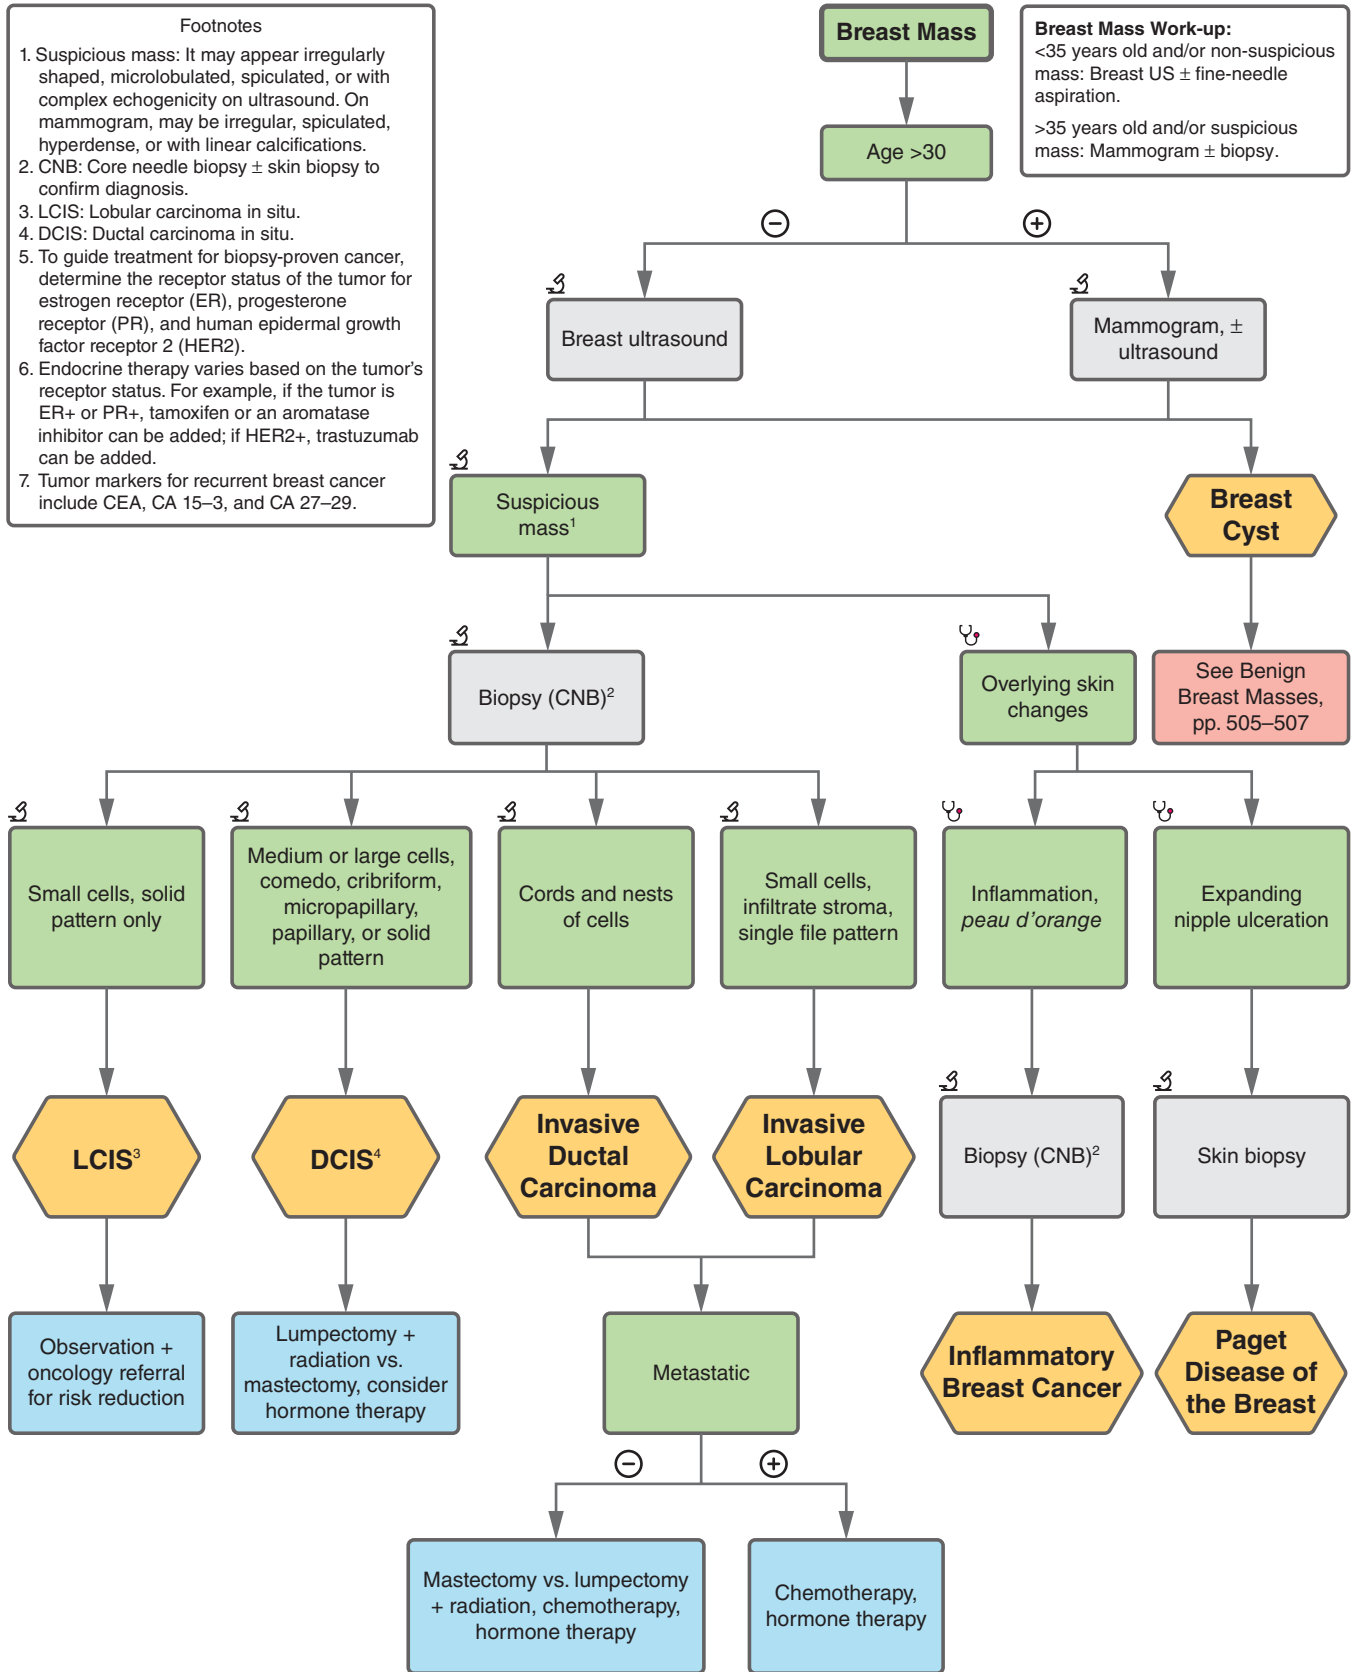 Footnotes
1. Suspicious mass: It may appear irregularly
shaped, microlobulated, spiculated, or with
complex echogenicity on ultrasound. On
mammogram, may be irregular, spiculated,
hyperdense, or with linear calcifications.
2. CNB: Core needle biopsy ± skin biopsy to
confirm diagnosis.
3. LCIS: Lobular carcinoma in situ.
4. DCIS: Ductal carcinoma in situ.
5. To guide treatment for biopsy-proven cancer,
determine the receptor status of the tumor for
estrogen receptor (ER), progesterone
receptor (PR), and human epidermal growth
factor receptor 2 (HER2).
6. Endocrine therapy varies based on the tumor’s
receptor status. For example, if the tumor is
ER+ or PR+, tamoxifen or an aromatase
inhibitor can be added; if HER2+, trastuzumab
can be added.
7. Tumor markers for recurrent breast cancer
include CEA, CA 15–3, and CA 27–29.
Breast Mass
Breast Mass Work-up:
<35 years old and/or non-suspicious
mass: Breast US ± fine-needle
aspiration.
>35 years old and/or suspicious
mass: Mammogram ± biopsy.
Age >30
−
+
Breast ultrasound
Mammogram, ±
ultrasound
Suspicious
mass¹
Breast
Cyst
Biopsy (CNB)²
Overlying skin
changes
See Benign
Breast Masses,
pp. 505–507
Small cells, solid
pattern only
Medium or large cells,
comedo, cribriform,
micropapillary,
papillary, or solid
pattern
Cords and nests
of cells
Small cells,
infiltrate stroma,
single file pattern
Inflammation,
peau d’orange
Expanding
nipple ulceration
LCIS³
DCIS⁴
Invasive
Ductal
Carcinoma
Invasive
Lobular
Carcinoma
Biopsy (CNB)²
Skin biopsy
Observation +
oncology referral
for risk reduction
Lumpectomy +
radiation vs.
mastectomy, consider
hormone therapy
Metastatic
Inflammatory
Breast Cancer
Paget
Disease of
the Breast
−
+
Mastectomy vs. lumpectomy
+ radiation, chemotherapy,
hormone therapy
Chemotherapy,
hormone therapy